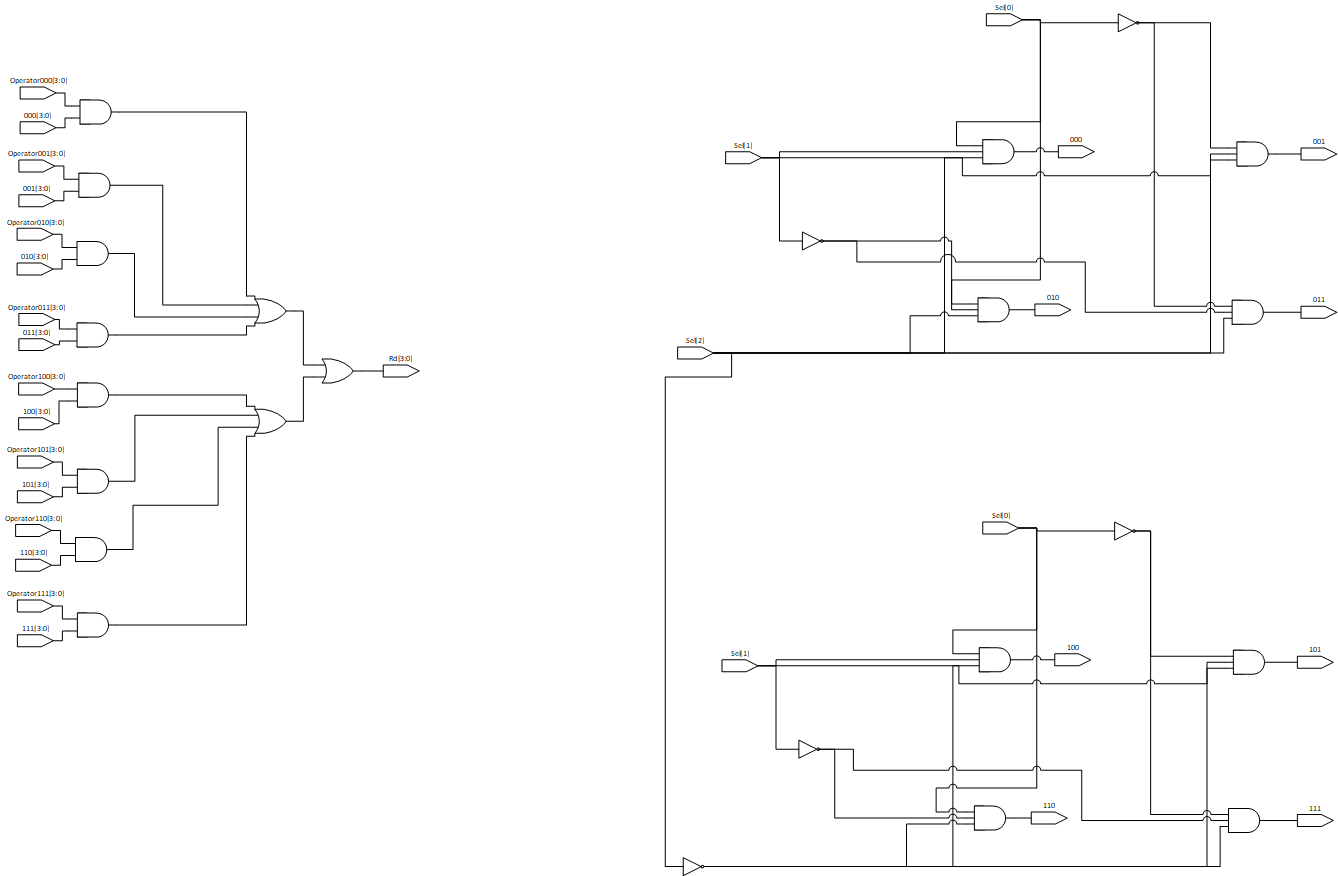 Operator000[3:0]
000[3:0]
Operator001[3:0]
001[3:0]
Operator010[3:0]
010[3:0]
Operator011[3:0]
011[3:0]
Operator100[3:0]
100[3:0]
Operator101[3:0]
101[3:0]
Operator110[3:0]
110[3:0]
Operator111[3:0]
111[3:0]
Rd[3:0]
Sel[0]
Sel[1]
000
001
010
011
Sel[2]
Sel[0]
Sel[1]
100
101
110
111